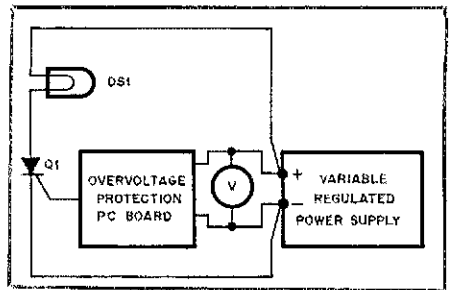 DS1
Q1
OVERVOLTAGE
PROTECTION
PC BOARD
V
+
−
VARIABLE
REGULATED
POWER SUPPLY